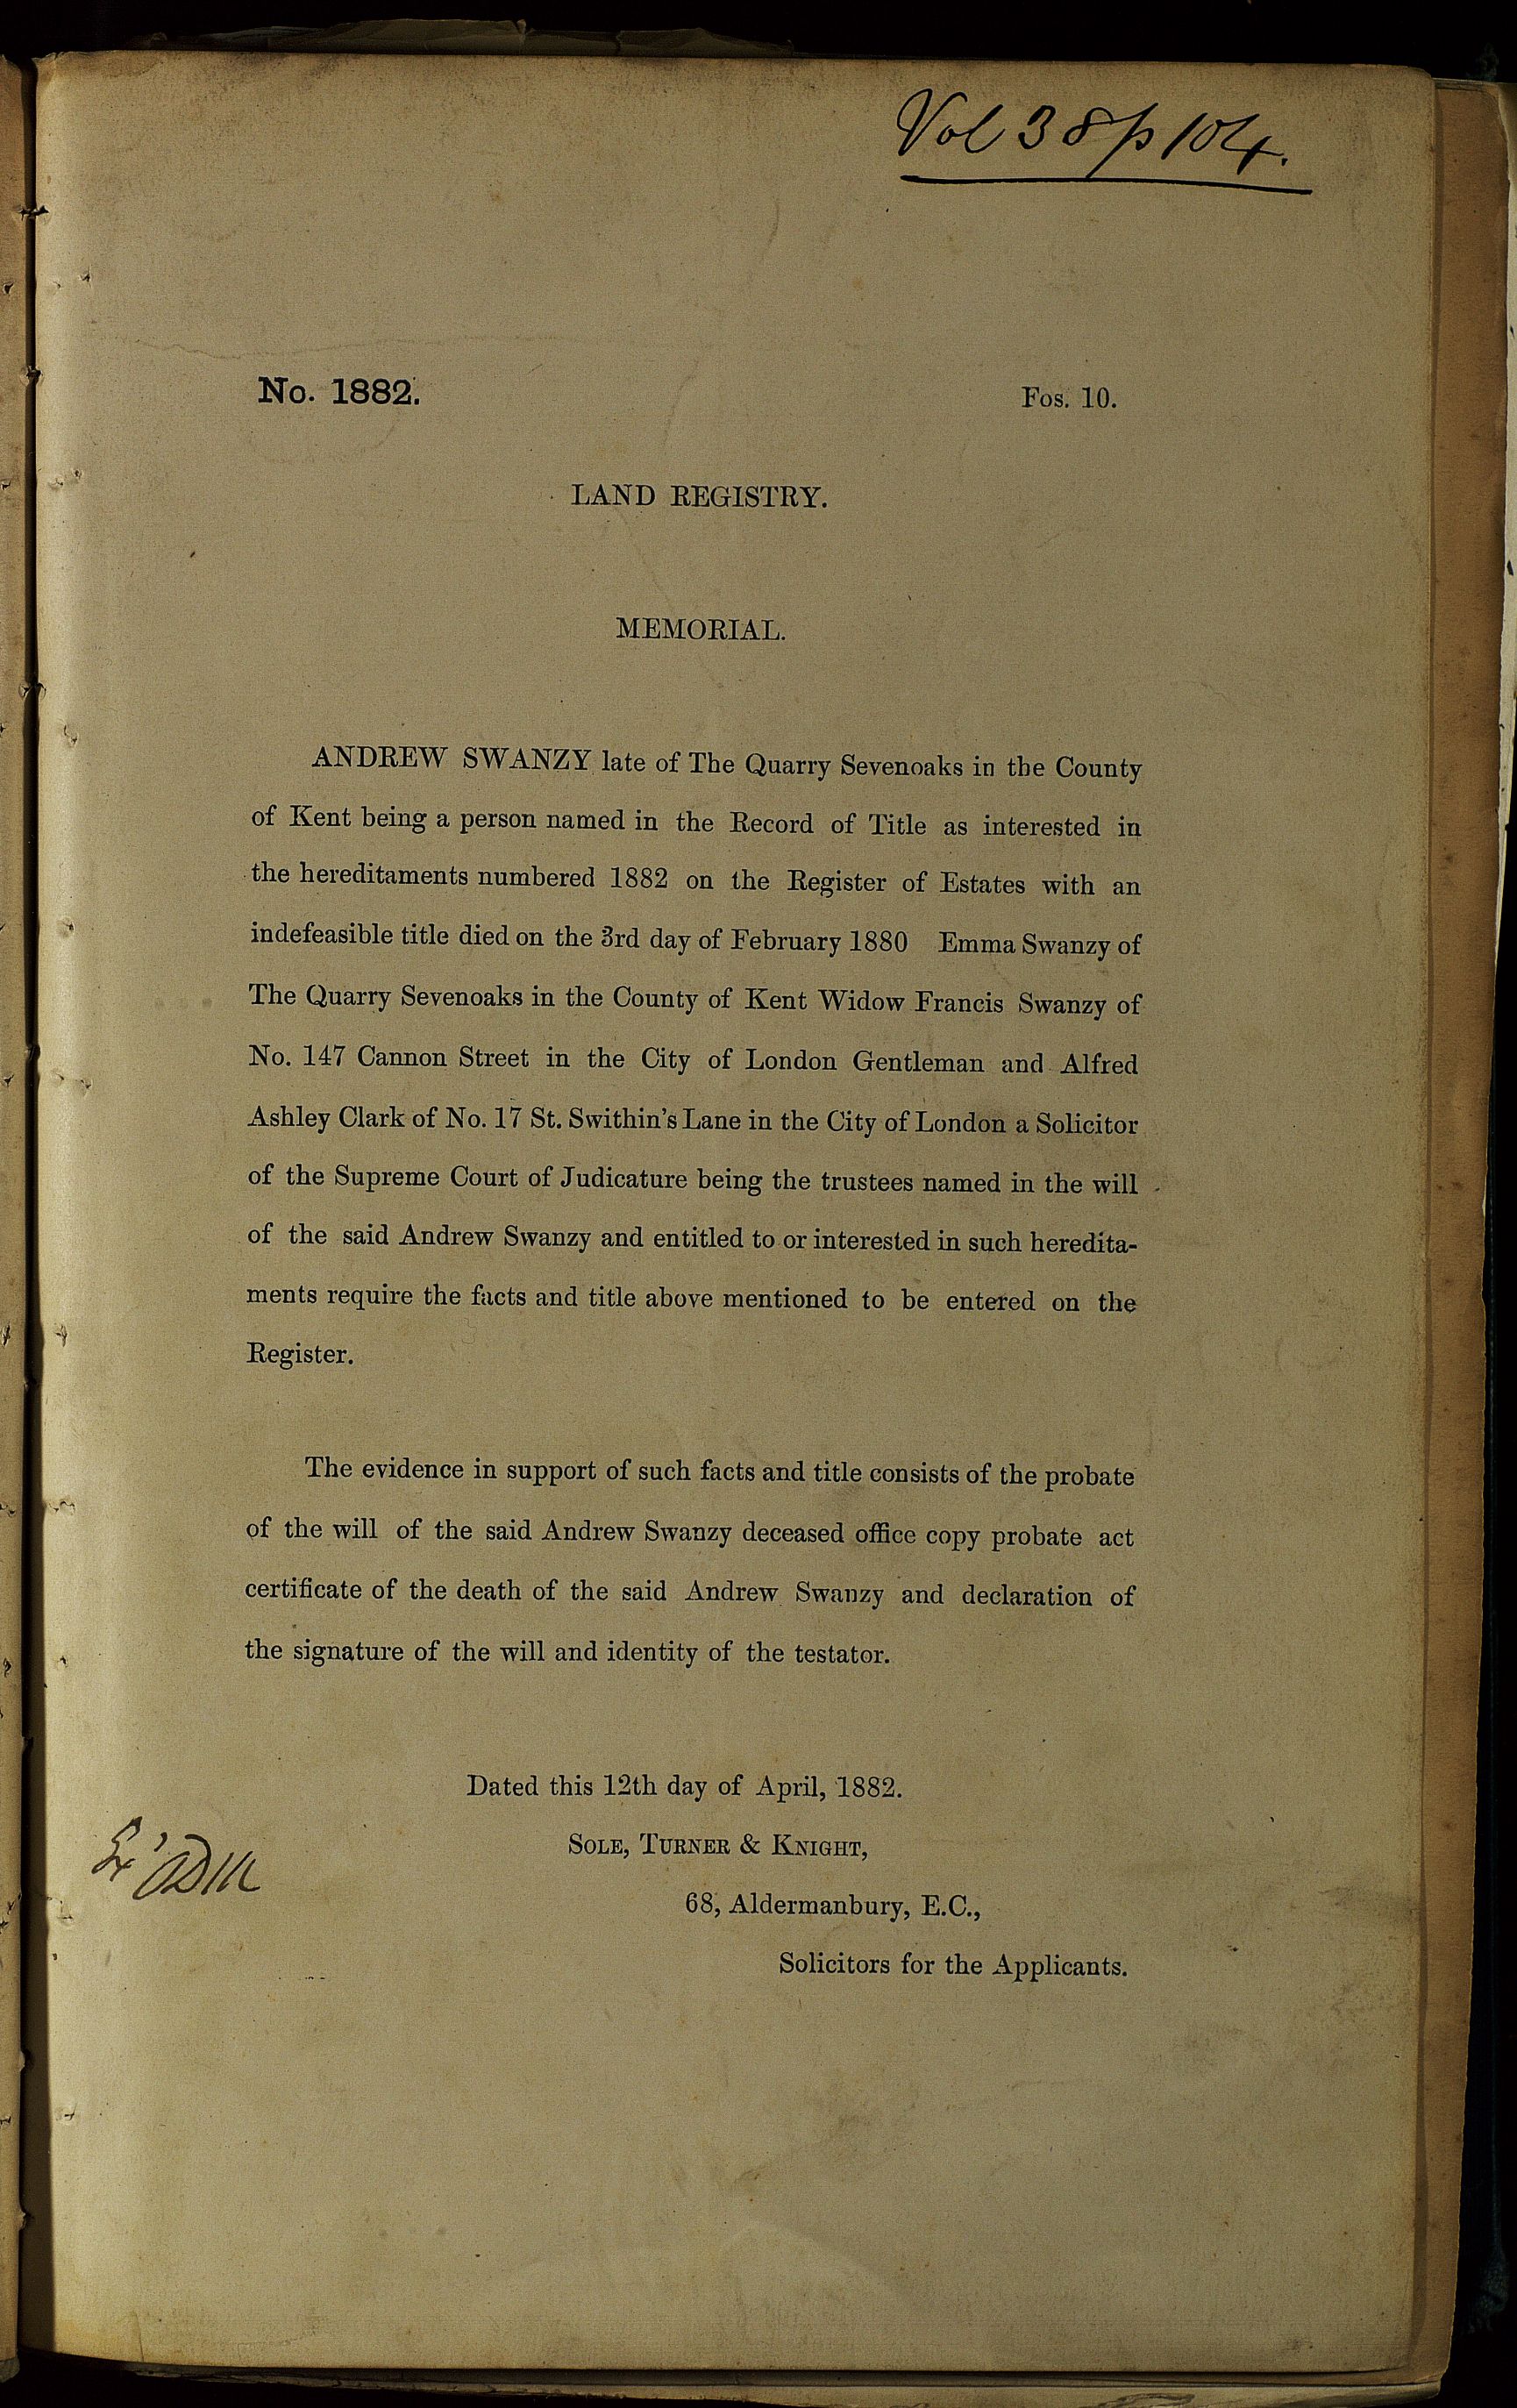 Vol 38 p 104.
No. 1882. Fos. 10.
LAND REGISTRY.
MEMORIAL.
ANDREW SWANZY late of The Quarry Sevenoaks in the County
of Kent being a person named in the Record of Title as interested in
the hereditaments numbered 1882 on the Register of Estates with an
indefeasible title died on the 3rd day of February 1880 Emma Swanzy of
The Quarry Sevenoaks in the County of Kent Widow Francis Swanzy of
No. 147 Cannon Street in the City of London Gentleman and Alfred
Ashley Clark of No. 17 St. Swithin's Lane in the City of London a Solicitor
of the Supreme Court of Judicature being the trustees named in the will
of the said Andrew Swanzy and entitled to or interested in such heredita-
ments require the facts and title above mentioned to be entered on the
Register.
The evidence in support of such facts and title consists of the probate
of the will of the said Andrew Swanzy deceased office copy probate act
certificate of the death of the said Andrew Swanzy and declaration of
the signature of the will and identity of the testator.
Dated this 12th day of April, 1882.
SOLE, TURNER & KNIGHT,
68, Aldermanbury, E.C.,
Solicitors for the Applicants.